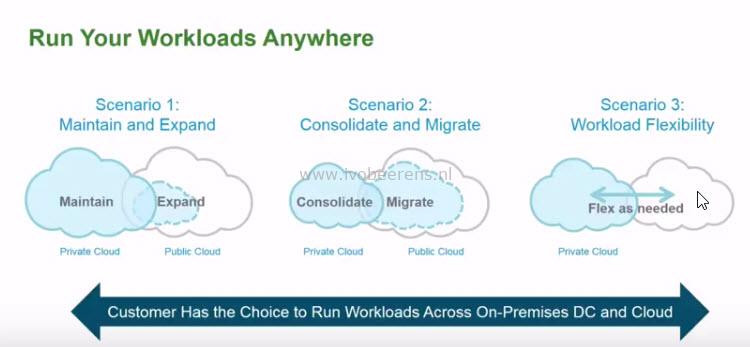 Run Your Workloads Anywhere
Scenario 1:
Maintain and Expand
Scenario 2:
Consolidate and Migrate
Scenario 3:
Workload Flexibility
www.ivobeerens.nl
Maintain
Expand
Consolidate
Migrate
Flex as needed
Private Cloud
Public Cloud
Private Cloud
Public Cloud
Private Cloud
Customer Has the Choice to Run Workloads Across On-Premises DC and Cloud